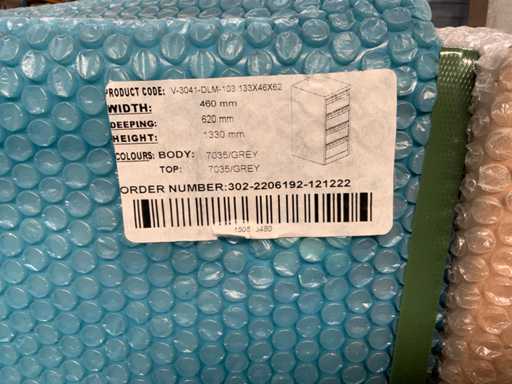 PRODUCT CODE: V-3041-DLM-103 133X46X62
WIDTH: 460 mm
DEEPING: 620 mm
HEIGHT: 1330 mm
COLOURS: BODY: 7035/GREY
TOP: 7035/GREY
ORDER NUMBER:302-2206192-121222